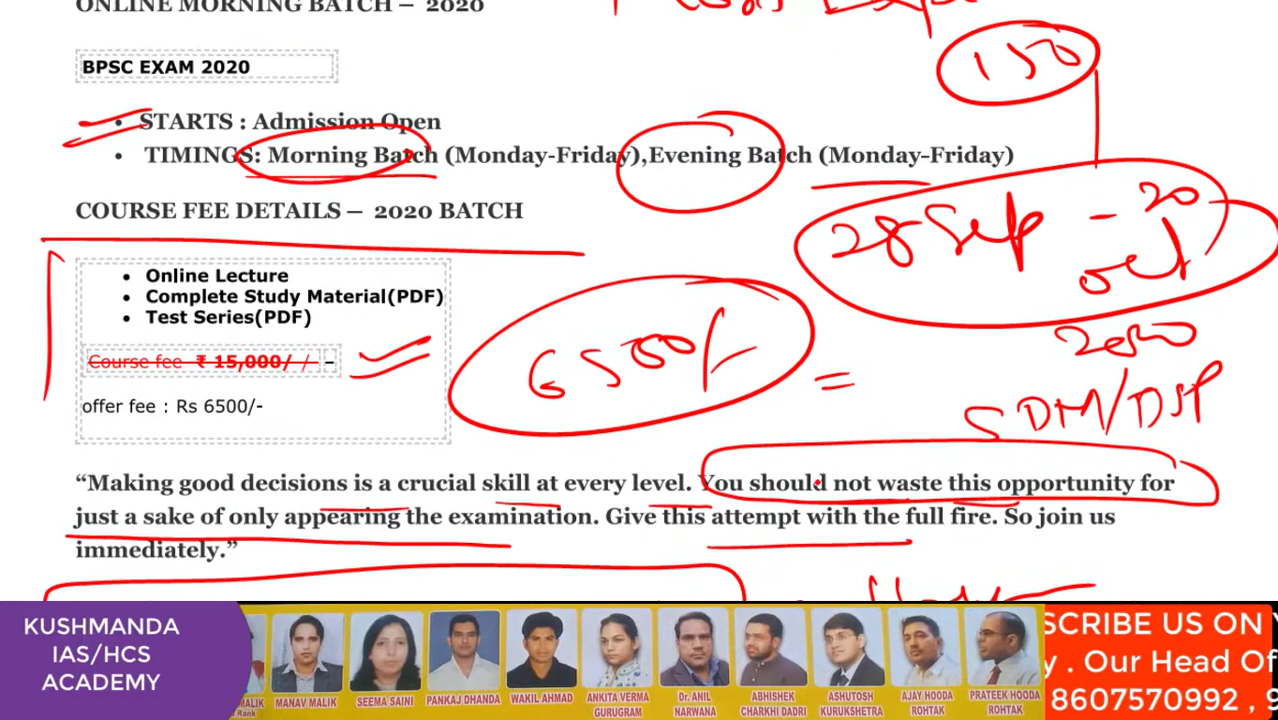 ONLINE MORNING BATCH – 2020
150
BPSC EXAM 2020
• STARTS : Admission Open
• TIMINGS: Morning Batch (Monday-Friday),Evening Batch (Monday-Friday)
COURSE FEE DETAILS – 2020 BATCH
28 Sep – 20
oct
• Online Lecture
• Complete Study Material(PDF)
• Test Series(PDF)
6500/- =
2020
Course fee ₹ 15,000/ / –
SDM/DSP
offer fee : Rs 6500/-
“Making good decisions is a crucial skill at every level. You should not waste this opportunity for
just a sake of only appearing the examination. Give this attempt with the full fire. So join us
immediately.”
KUSHMANDA
IAS/HCS
ACADEMY
MALIK
Rank
MANAV MALIK
SEEMA SAINI
PANKAJ DHANDA
WAKIL AHMAD
ANKITA VERMA
GURUGRAM
Dr. ANIL
NARWANA
ABHISHEK
CHARKHI DADRI
ASHUTOSH
KURUKSHETRA
AJAY HOODA
ROHTAK
PRATEEK HOODA
ROHTAK
SCRIBE US ON Y
y . Our Head Of
8607570992 , 9